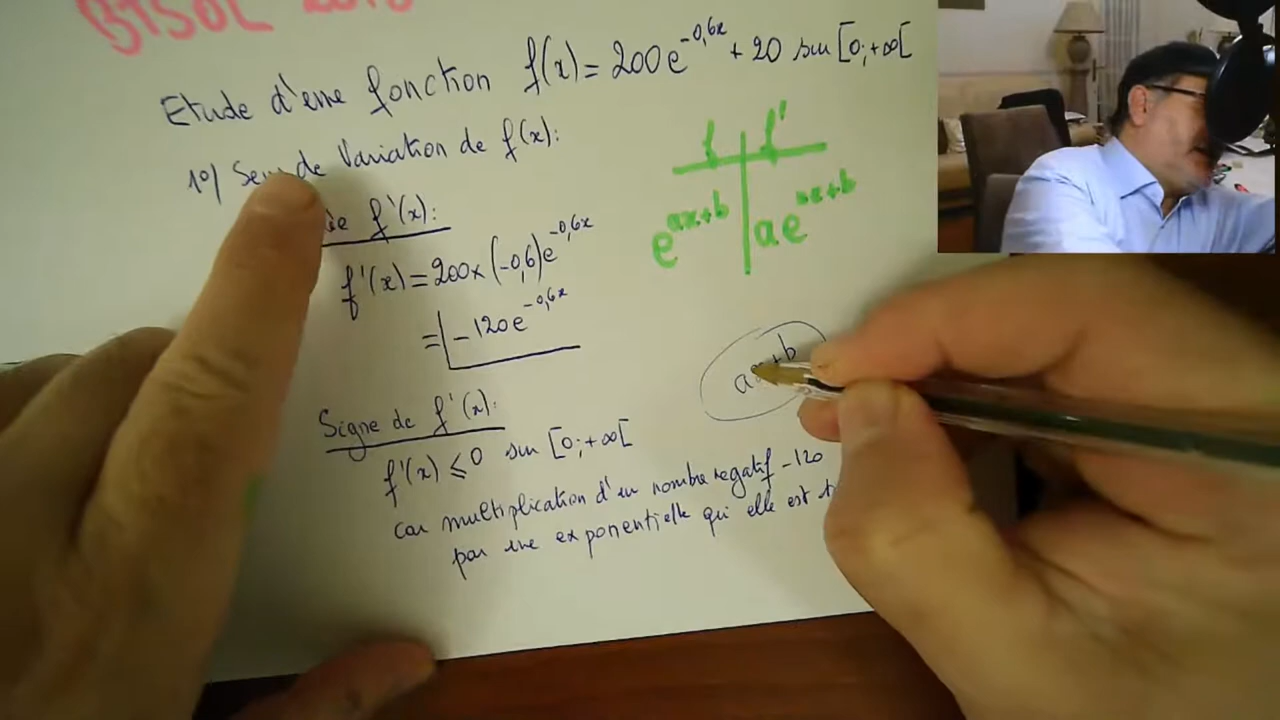 BTSOL
Etude d'une fonction f(x) = 200e^{-0,6x} + 20 sur [0;+∞[
1°) Sens de Variation de f(x):
f'(x):
f'(x) = 200 x (-0,6)e^{-0,6x}
= -120e^{-0,6x}
Signe de f'(x):
f'(x) ⩽ 0 sur [0;+∞[
car multiplication d'un nombre negatif -120
par une exponentielle qui elle est
f | f'
e^{ax+b} | ae^{ax+b}
ax+b